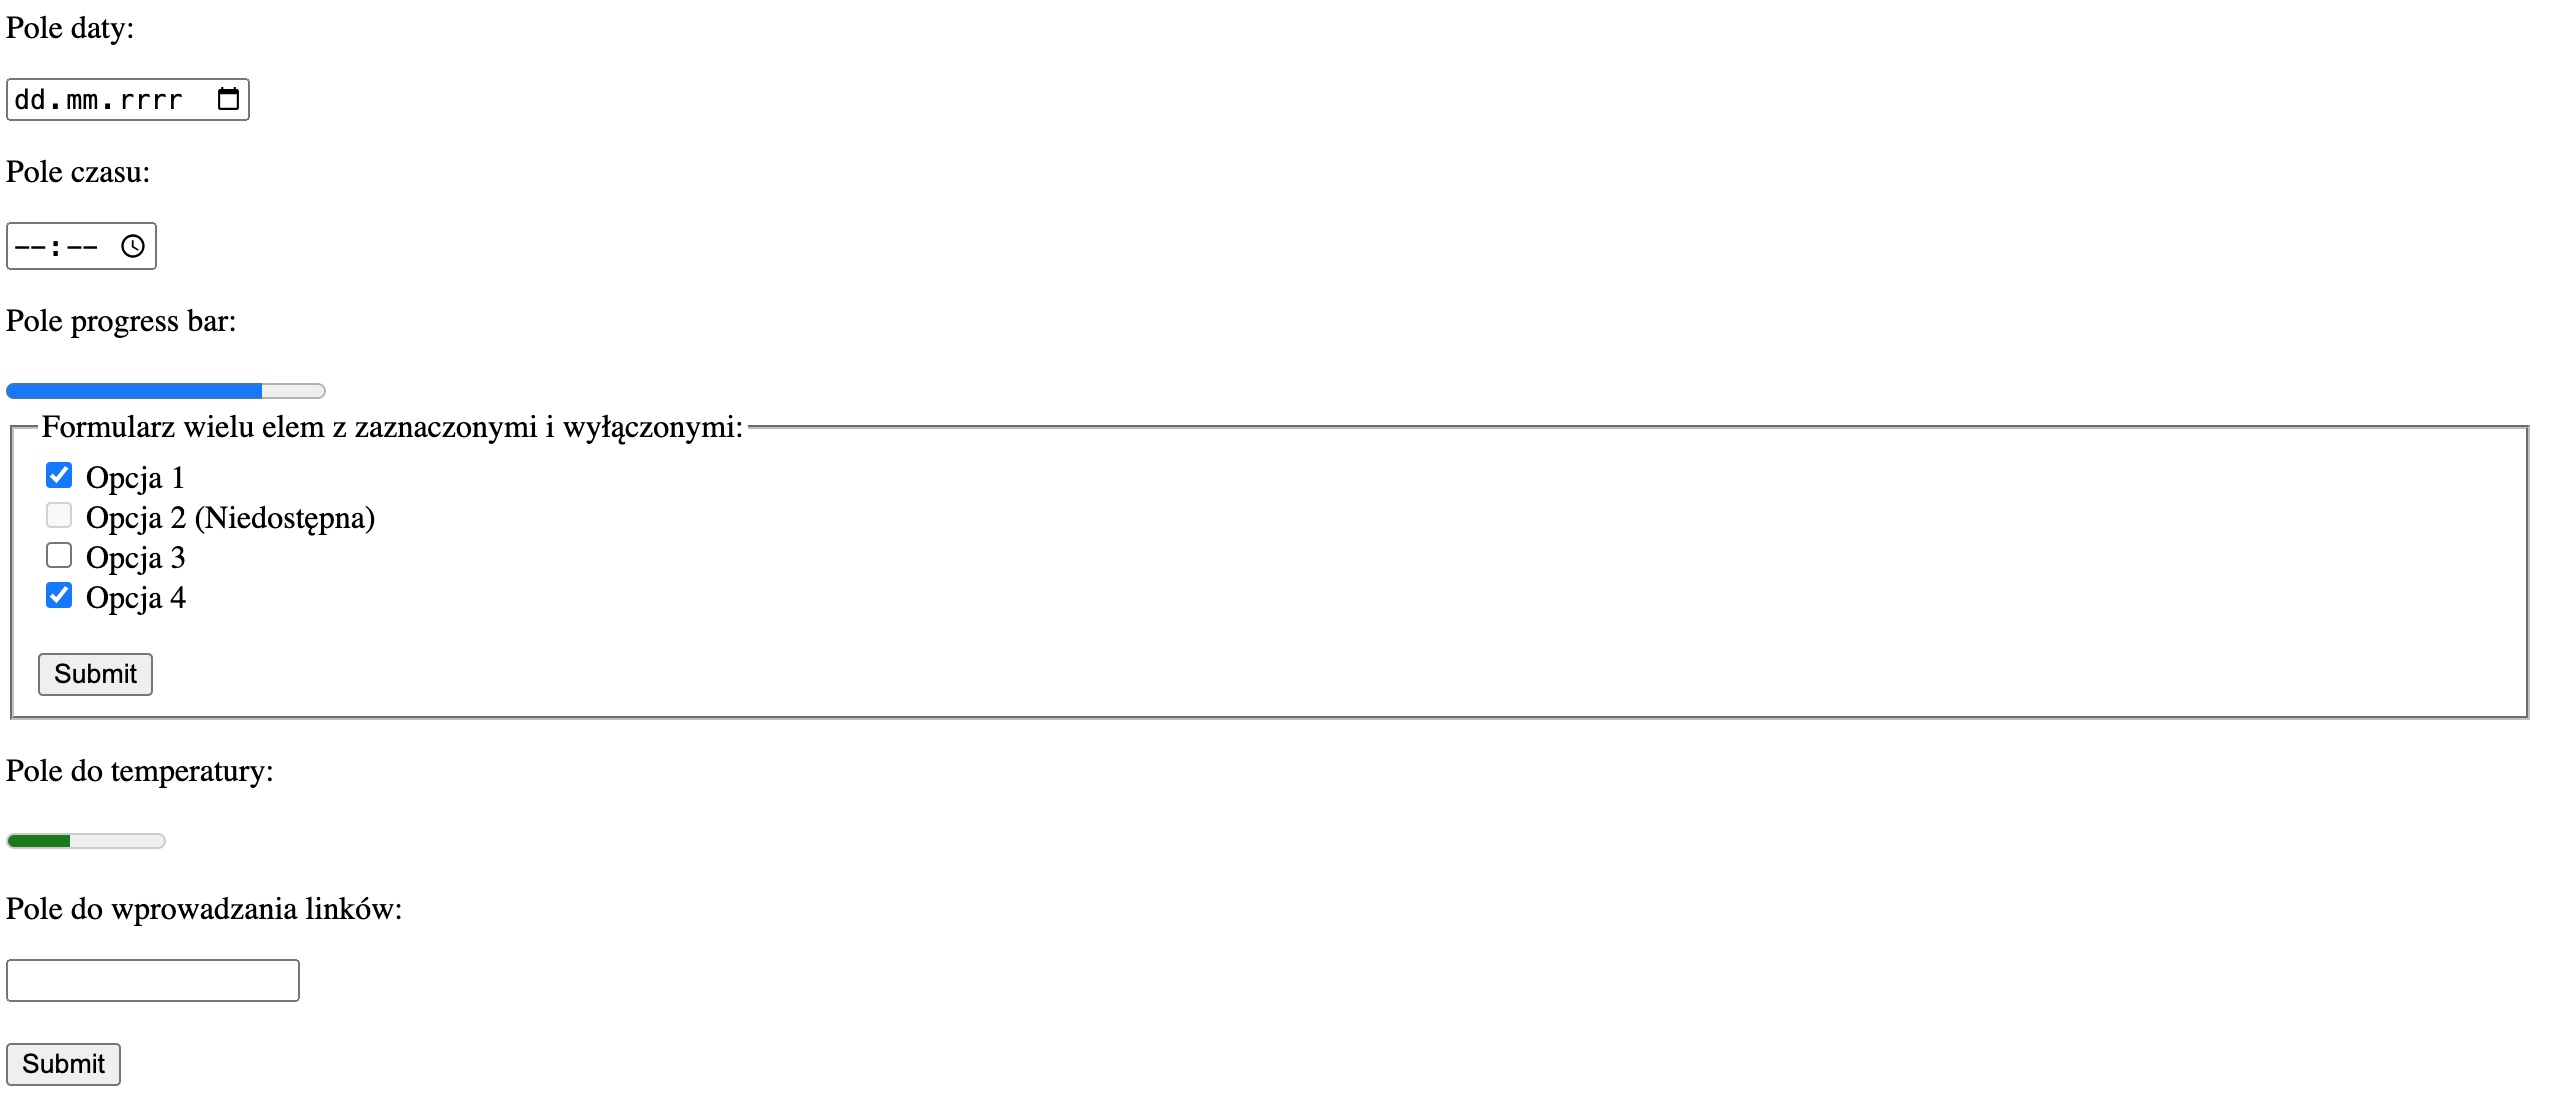 Pole daty:
dd.mm.rrrr
Pole czasu:
--:--
Pole progress bar:
Formularz wielu elem z zaznaczonymi i wyłączonymi:
Opcja 1
Opcja 2 (Niedostępna)
Opcja 3
Opcja 4
Submit
Pole do temperatury:
Pole do wprowadzania linków:
Submit